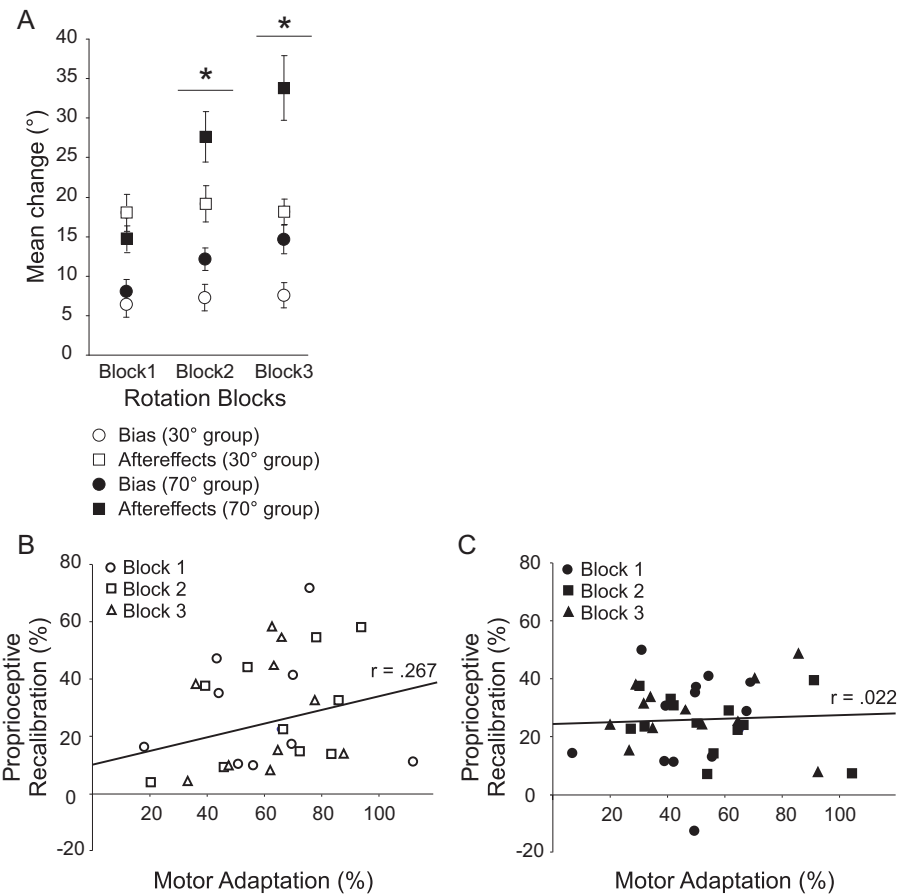 A
*
*
40
35
30
25
20
15
10
5
0
Mean change (°)
Block1 Block2 Block3
Rotation Blocks
Bias (30° group)
Aftereffects (30° group)
Bias (70° group)
Aftereffects (70° group)
B
80
60
40
20
0
-20
Proprioceptive
Recalibration (%)
Block 1
Block 2
Block 3
r = .267
20 40 60 80 100
Motor Adaptation (%)
C
80
60
40
20
0
-20
Proprioceptive
Recalibration (%)
Block 1
Block 2
Block 3
r = .022
20 40 60 80 100
Motor Adaptation (%)